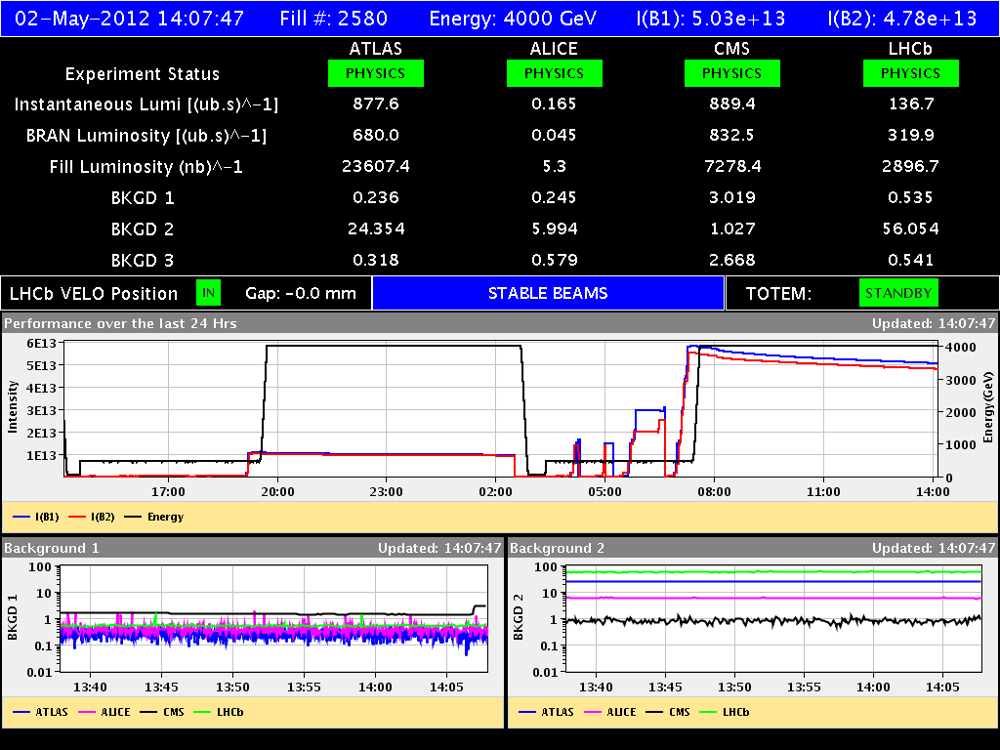 02-May-2012 14:07:47 Fill #: 2580 Energy: 4000 GeV I(B1): 5.03e+13 I(B2): 4.78e+13
ATLAS ALICE CMS LHCb
Experiment Status PHYSICS PHYSICS PHYSICS PHYSICS
Instantaneous Lumi [(ub.s)^-1] 877.6 0.165 889.4 136.7
BRAN Luminosity [(ub.s)^-1] 680.0 0.045 832.5 319.9
Fill Luminosity (nb)^-1 23607.4 5.3 7278.4 2896.7
BKGD 1 0.236 0.245 3.019 0.535
BKGD 2 24.354 5.994 1.027 56.054
BKGD 3 0.318 0.579 2.668 0.541
LHCb VELO Position IN Gap: -0.0 mm STABLE BEAMS TOTEM: STANDBY
Performance over the last 24 Hrs Updated: 14:07:47
6E13 4000
5E13 3000
4E13
3E13 2000
2E13 1000
1E13 0
Intensity Energy(GeV)
17:00 20:00 23:00 02:00 05:00 08:00 11:00 14:00
I(B1) I(B2) Energy
Background 1 Updated: 14:07:47
100
10
1
0.1
0.01
BKGD 1
13:40 13:45 13:50 13:55 14:00 14:05
ATLAS ALICE CMS LHCb
Background 2 Updated: 14:07:47
100
10
1
0.1
0.01
BKGD 2
13:40 13:45 13:50 13:55 14:00 14:05
ATLAS ALICE CMS LHCb